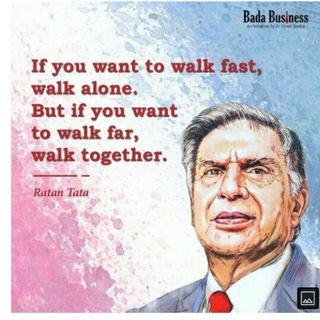 Bada Business
If you want to walk fast,
walk alone.
But if you want
to walk far,
walk together.
Ratan Tata